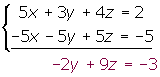 5x + 3y + 4z = 2
-5x - 5y + 5z = -5
-2y + 9z = -3